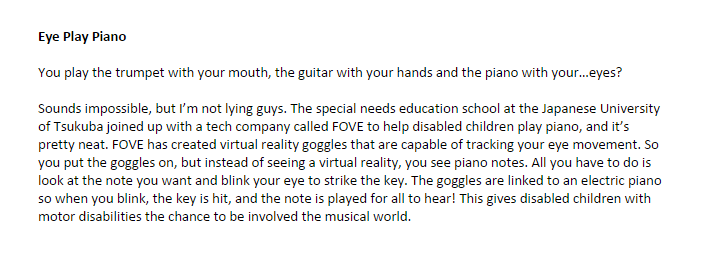 Eye Play Piano
You play the trumpet with your mouth, the guitar with your hands and the piano with your...eyes?
Sounds impossible, but I'm not lying guys. The special needs education school at the Japanese University
of Tsukuba joined up with a tech company called FOVE to help disabled children play piano, and it's
pretty neat. FOVE has created virtual reality goggles that are capable of tracking your eye movement. So
you put the goggles on, but instead of seeing a virtual reality, you see piano notes. All you have to do is
look at the note you want and blink your eye to strike the key. The goggles are linked to an electric piano
so when you blink, the key is hit, and the note is played for all to hear! This gives disabled children with
motor disabilities the chance to be involved the musical world.